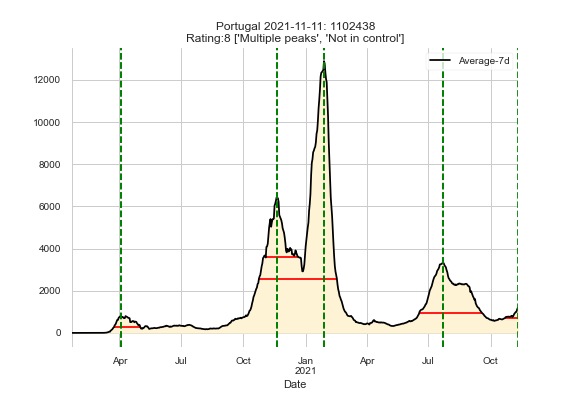 Portugal 2021-11-11: 1102438
Rating:8 ['Multiple peaks', 'Not in control']
Average-7d
12000
10000
8000
6000
4000
2000
0
Apr Jul Oct Jan Apr Jul Oct
2021
Date